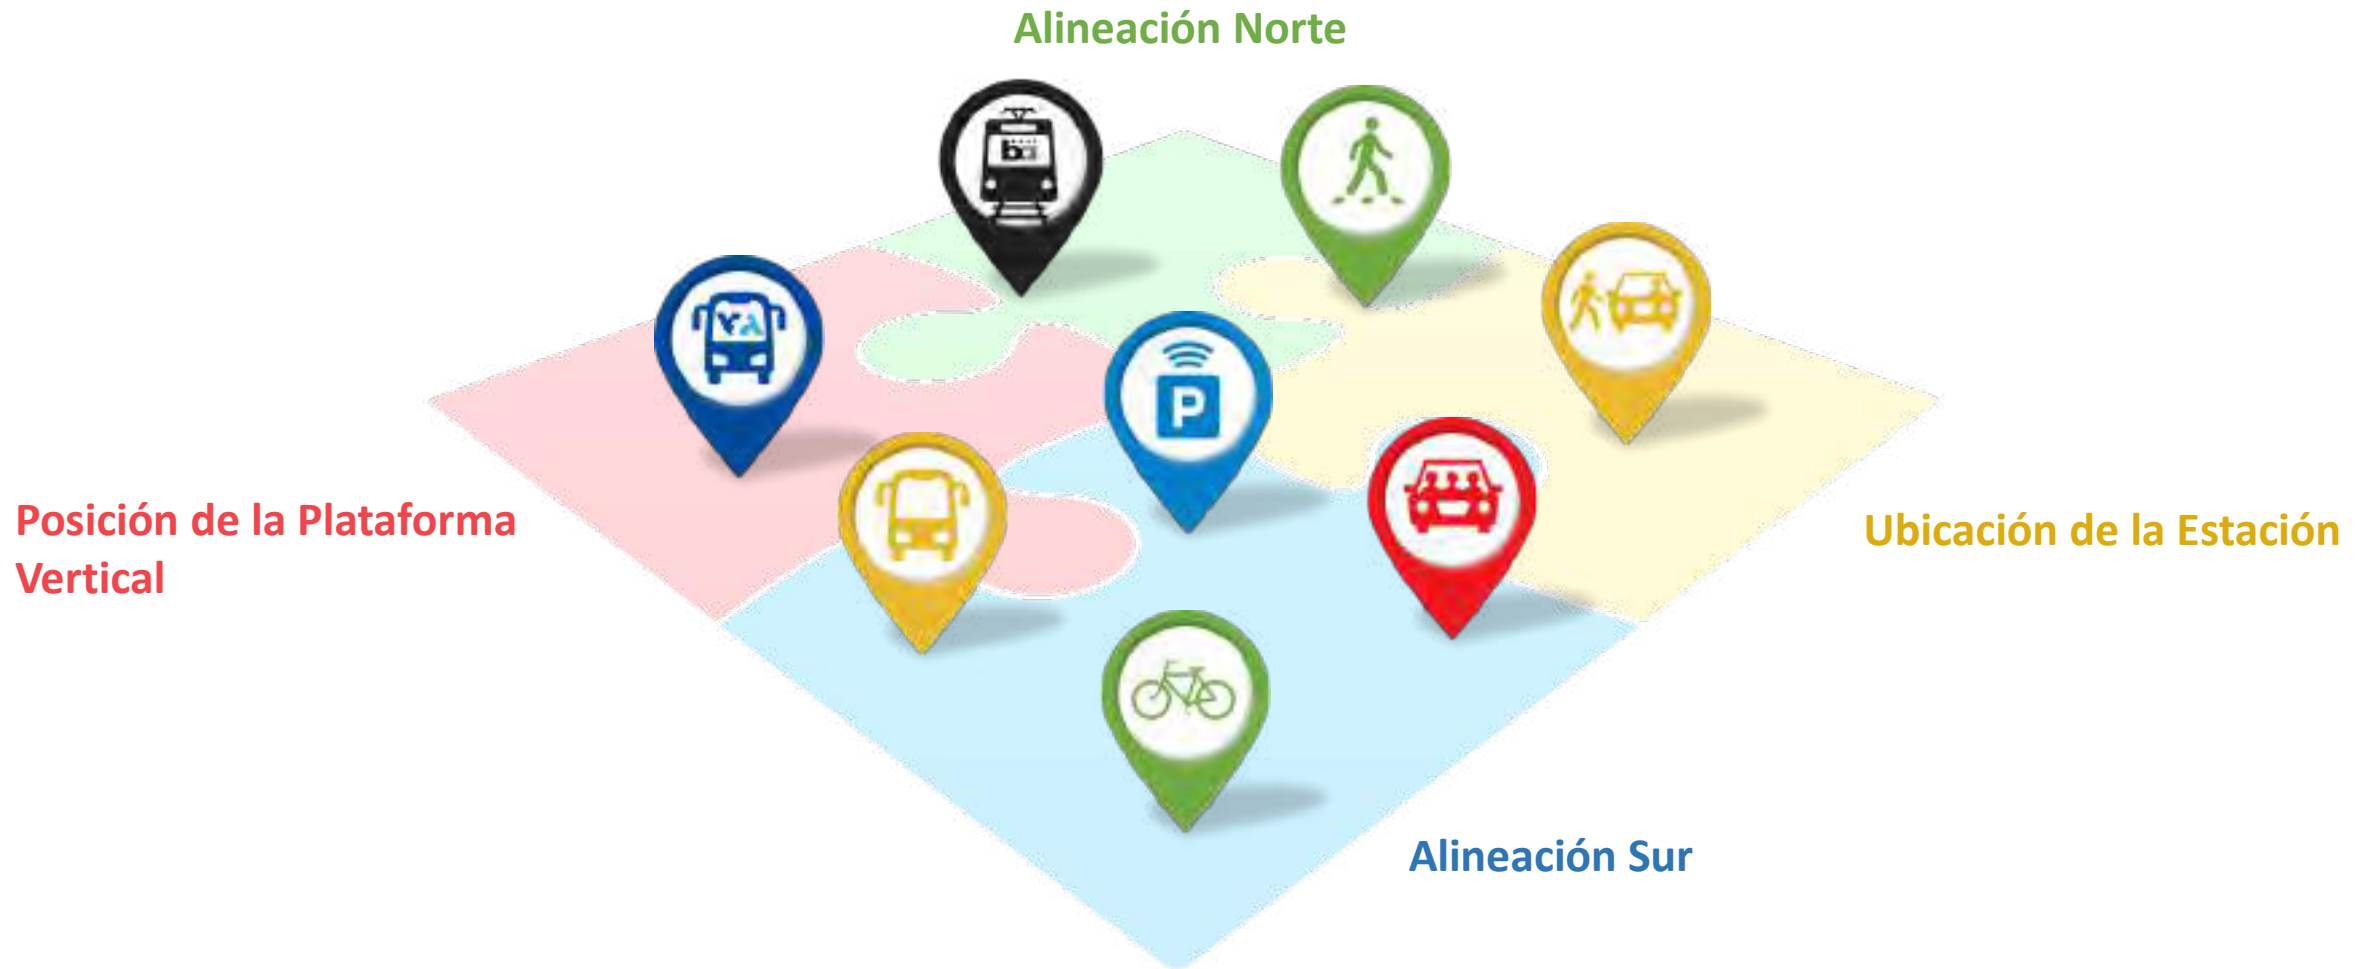 Alineación Norte
Posición de la Plataforma
Vertical
Ubicación de la Estación
P
Alineación Sur